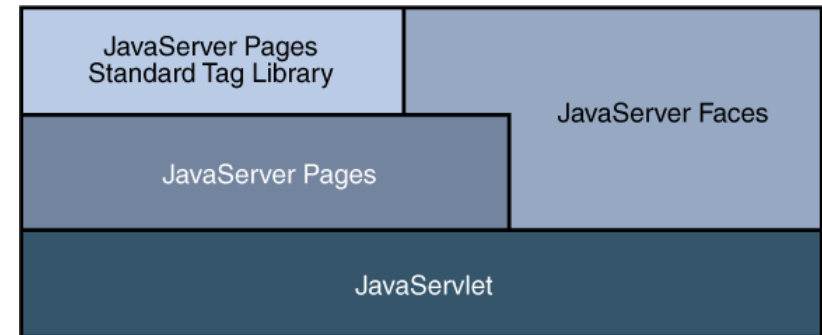 JavaServer Pages
Standard Tag Library
JavaServer Faces
JavaServer Pages
JavaServlet